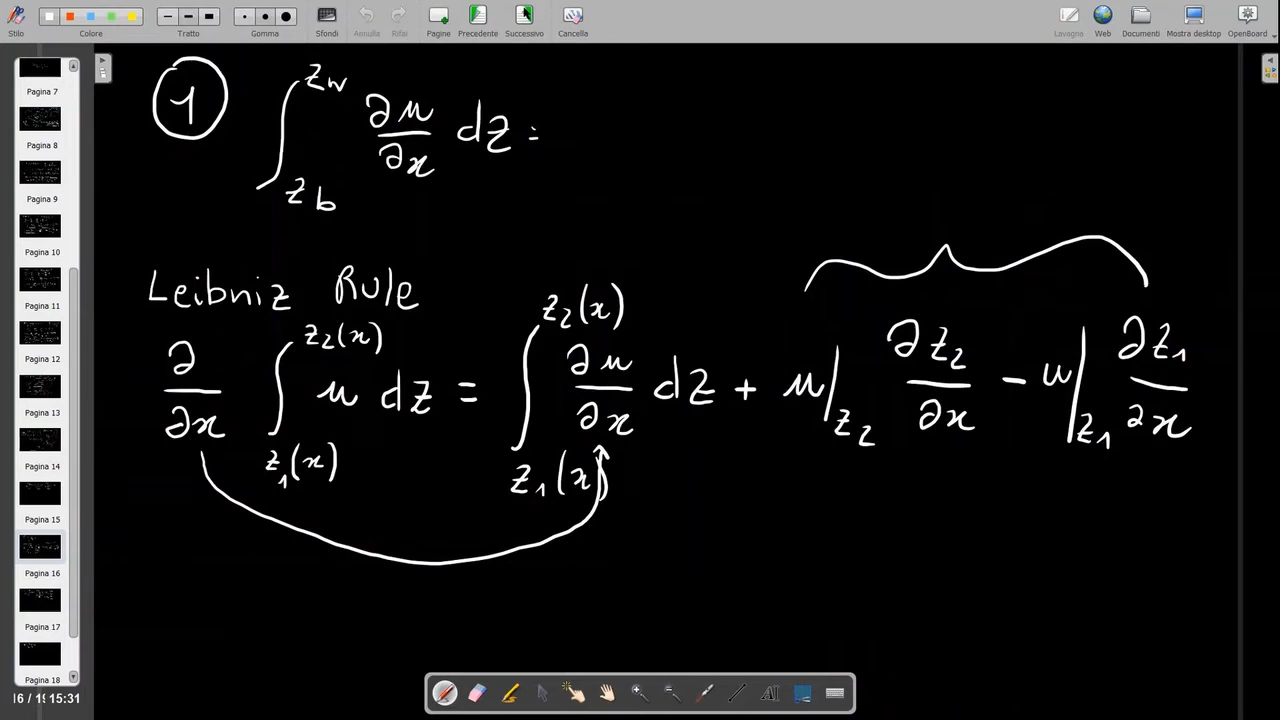 Stilo Colore Tratto Gomma Sfondi Annulla Rifai Pagine Precedente Successivo Cancella Lavagna Web Documenti Mostra desktop OpenBoard
Pagina 7
Pagina 8
Pagina 9
Pagina 10
Pagina 11
Pagina 12
Pagina 13
Pagina 14
Pagina 15
Pagina 16
Pagina 17
Pagina 18
15:31
① ∫_{zb}^{zw} ∂u/∂x dz =
Leibniz Rule
∂/∂x ∫_{z₁(x)}^{z₂(x)} u dz = ∫_{z₁(x)}^{z₂(x)} ∂u/∂x dz + u|_{z₂} ∂z₂/∂x - u|_{z₁} ∂z₁/∂x